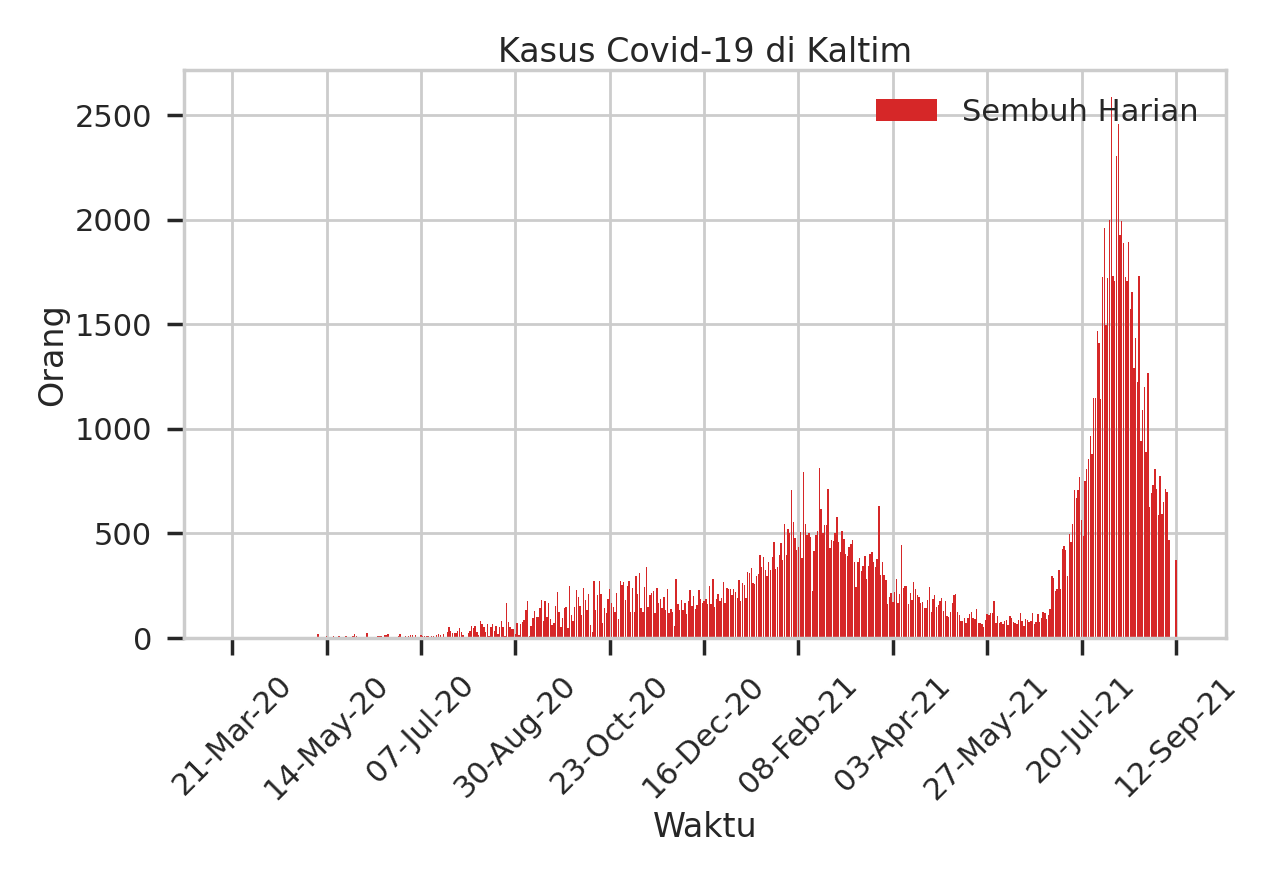 Kasus Covid-19 di Kaltim
Sembuh Harian
Orang
2500
2000
1500
1000
500
0
21-Mar-20
14-May-20
07-Jul-20
30-Aug-20
23-Oct-20
16-Dec-20
08-Feb-21
03-Apr-21
27-May-21
20-Jul-21
12-Sep-21
Waktu